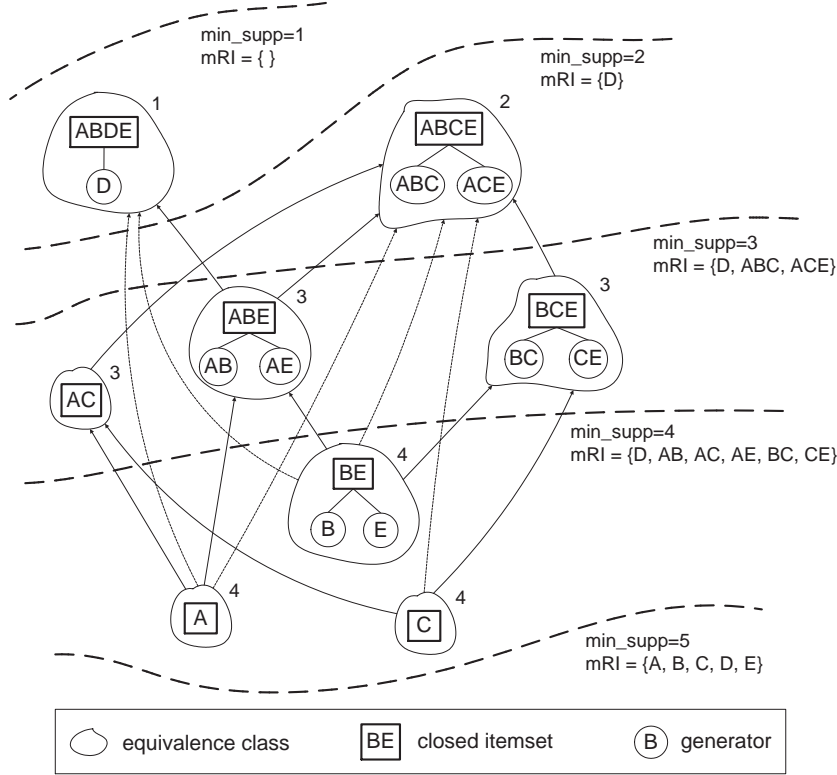 min_supp=1
mRI = { }
min_supp=2
mRI = {D}
1
ABDE
D
2
ABCE
ABC ACE
min_supp=3
mRI = {D, ABC, ACE}
3
ABE
AB AE
3
BCE
BC CE
3
AC
min_supp=4
mRI = {D, AB, AC, AE, BC, CE}
4
BE
B E
4
A
4
C
min_supp=5
mRI = {A, B, C, D, E}
equivalence class BE closed itemset B generator